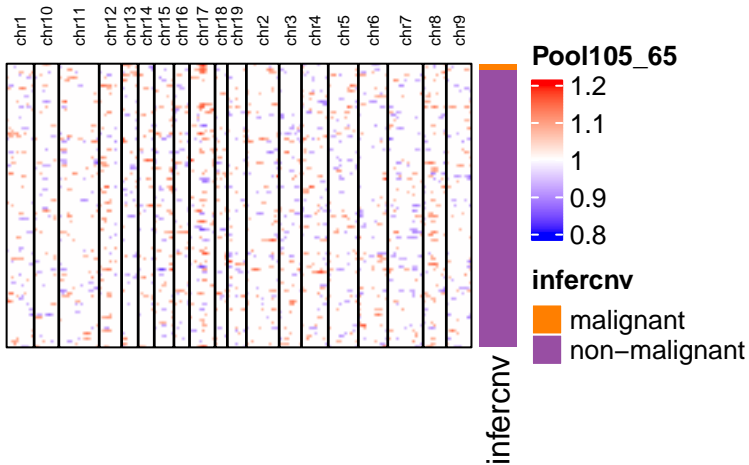 chr1 chr10 chr11 chr12 chr13 chr14 chr15 chr16 chr17 chr18 chr19 chr2 chr3 chr4 chr5 chr6 chr7 chr8 chr9
Pool105_65
1.2
1.1
1
0.9
0.8
infercnv
malignant
non−malignant
infercnv